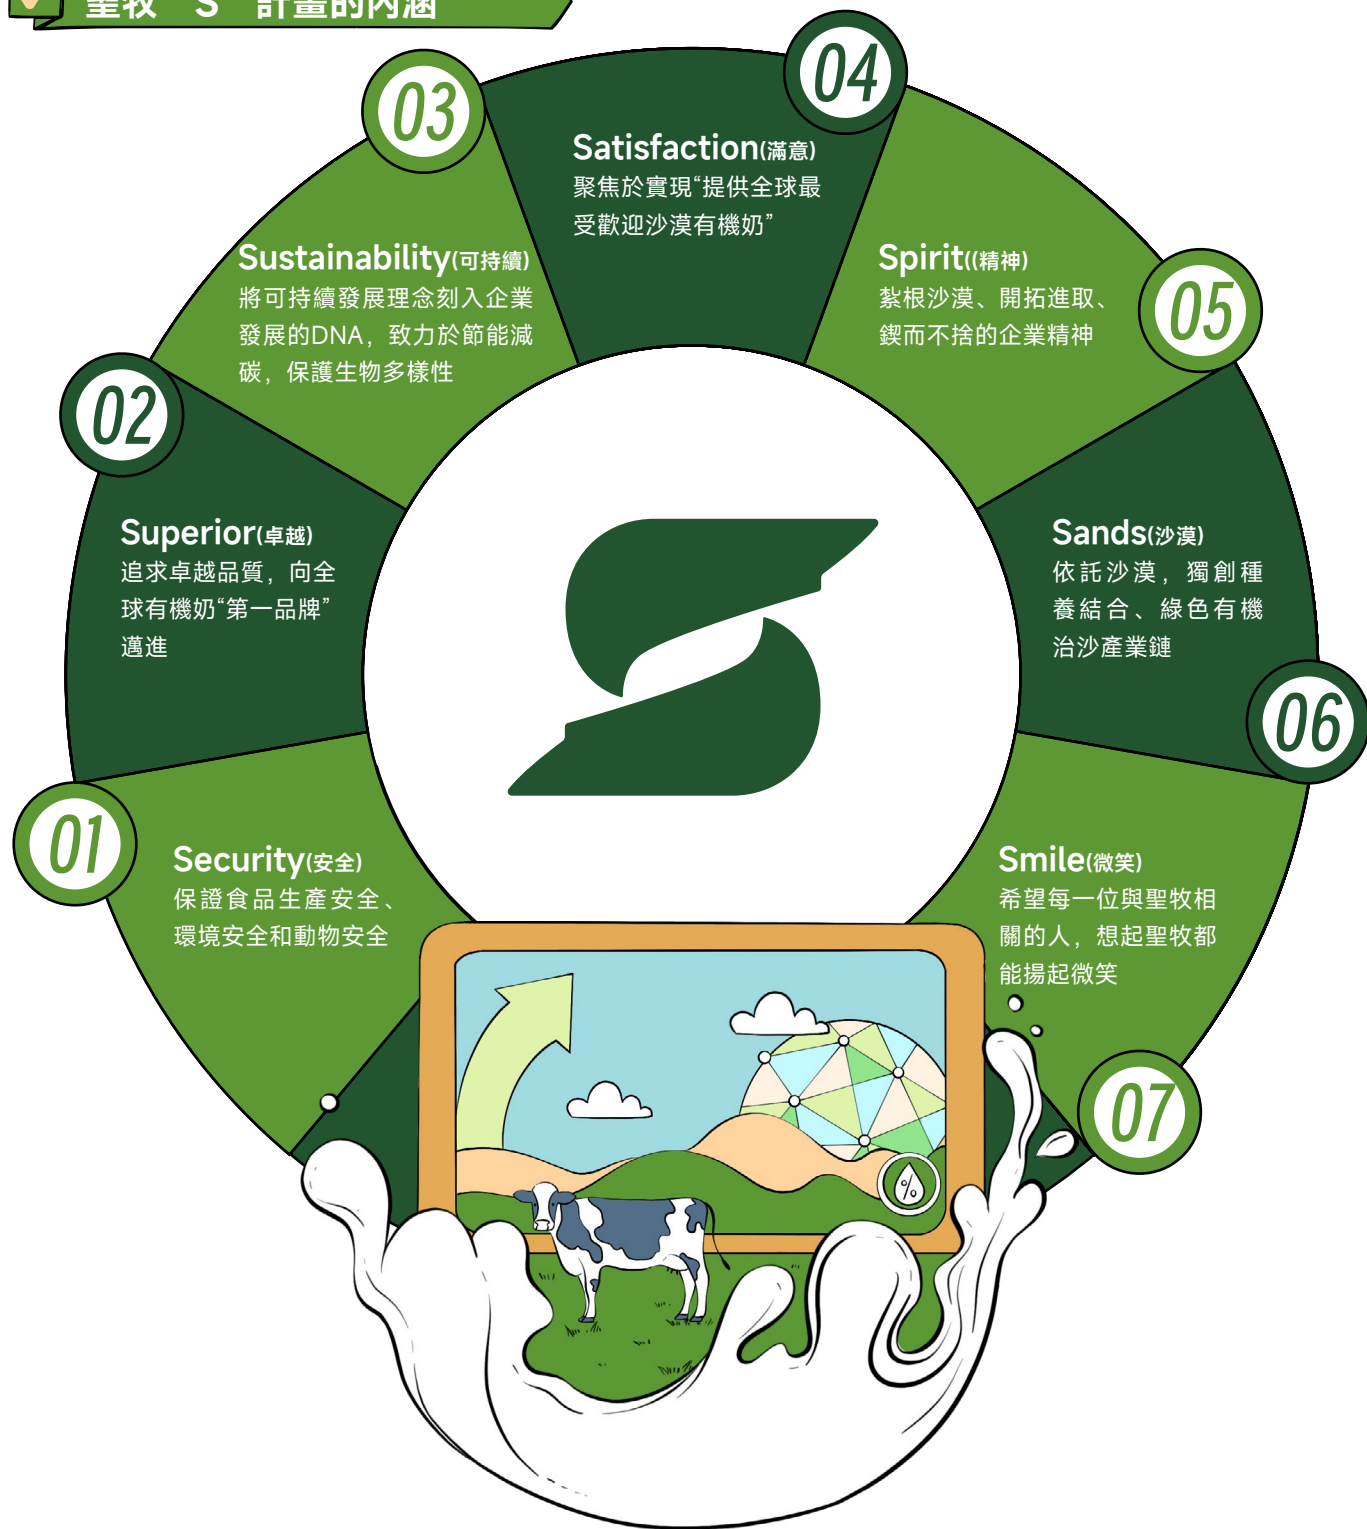 聖牧“S”計畫的內涵
01
Security(安全)
保證食品生產安全、
環境安全和動物安全
02
Superior(卓越)
追求卓越品質，向全
球有機奶“第一品牌”
邁進
03
Sustainability(可持續)
將可持續發展理念刻入企業
發展的DNA，致力於節能減
碳，保護生物多樣性
04
Satisfaction(滿意)
聚焦於實現“提供全球最
受歡迎沙漠有機奶”
05
Spirit((精神)
紮根沙漠、開拓進取、
鍥而不捨的企業精神
06
Sands(沙漠)
依託沙漠，獨創種
養結合、綠色有機
治沙產業鏈
07
Smile(微笑)
希望每一位與聖牧相
關的人，想起聖牧都
能揚起微笑
%